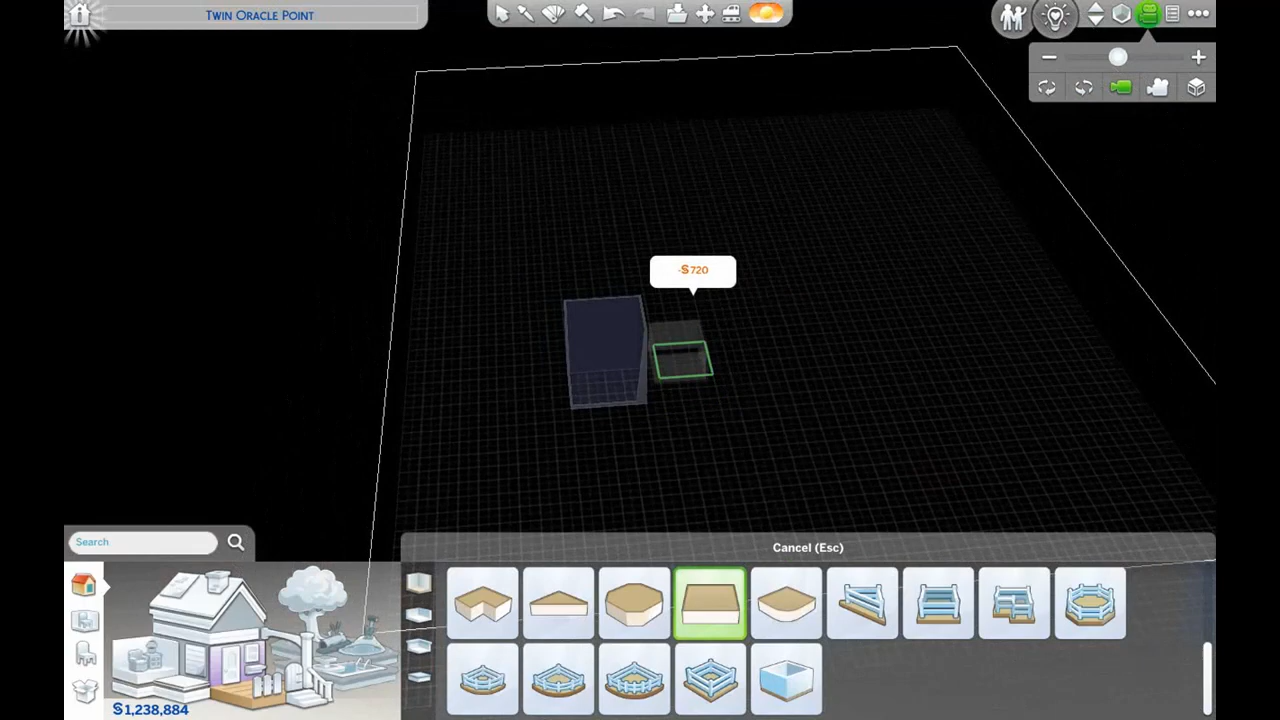 Twin Oracle Point
-§720
Cancel (Esc)
Search
§1,238,884